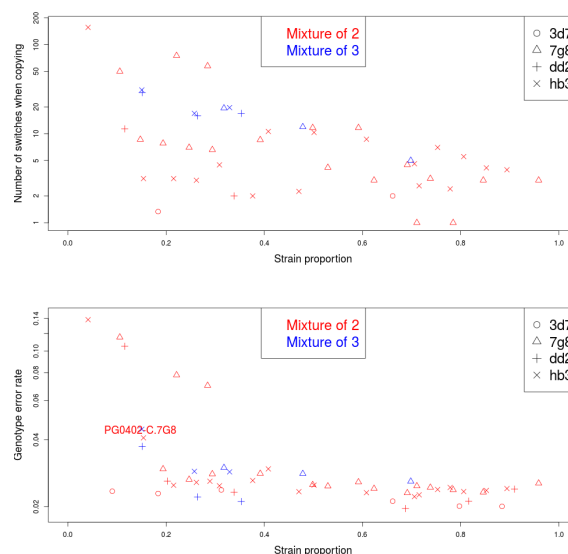 Number of switches when copying
200
50
20
10
5
2
1
Mixture of 2
Mixture of 3
3d7
7g8
dd2
hb3
0.0 0.2 0.4 0.6 0.8 1.0
Strain proportion
Genotype error rate
0.14
0.10
0.08
0.06
0.04
0.02
Mixture of 2
Mixture of 3
3d7
7g8
dd2
hb3
PG0402-C.7G8
0.0 0.2 0.4 0.6 0.8 1.0
Strain proportion